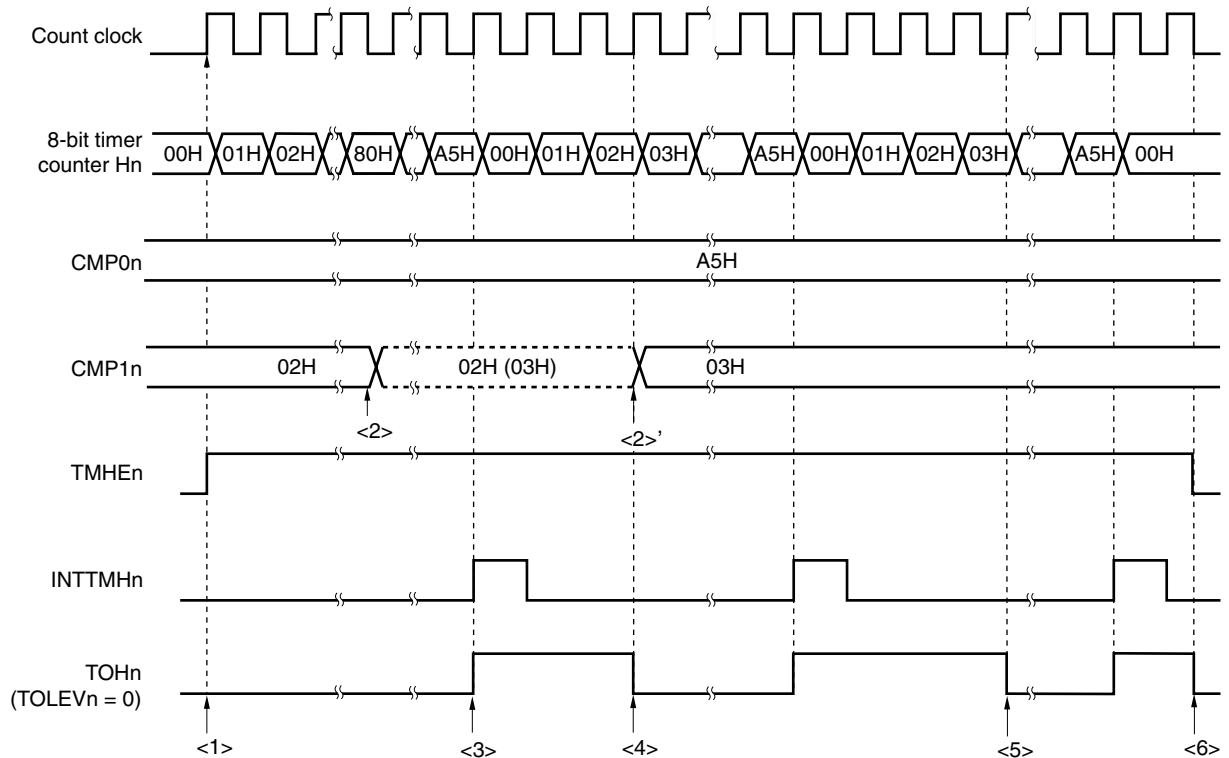 Count clock
8-bit timer
counter Hn
00H 01H 02H 80H A5H 00H 01H 02H 03H A5H 00H 01H 02H 03H A5H 00H
CMP0n
A5H
CMP1n
02H 02H (03H) 03H
<2> <2>’
TMHEn
INTTMHn
TOHn
(TOLEVn = 0)
<1> <3> <4> <5> <6>